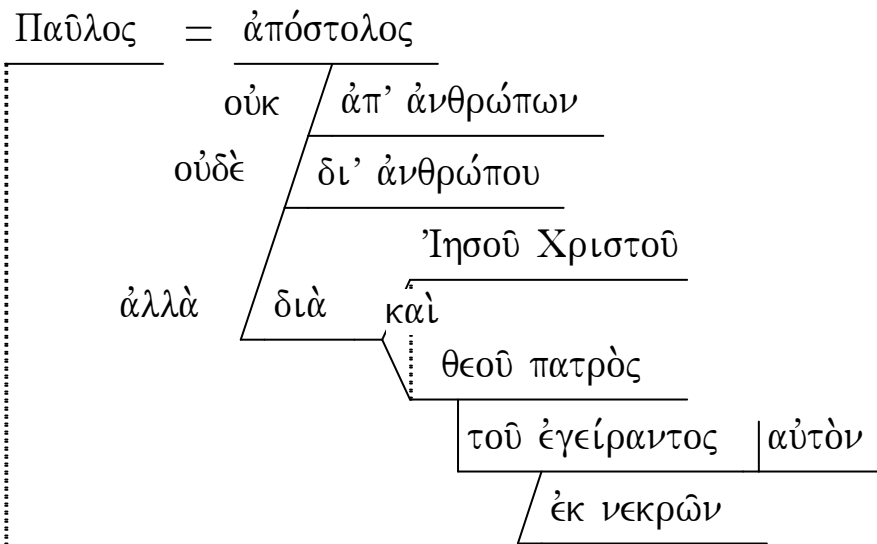 Παῦλος = ἀπόστολος
οὐκ ἀπ’ ἀνθρώπων
οὐδὲ δι’ ἀνθρώπου
Ἰησοῦ Χριστοῦ
ἀλλὰ διὰ καὶ
θεοῦ πατρὸς
τοῦ ἐγείραντος αὐτὸν
ἐκ νεκρῶν